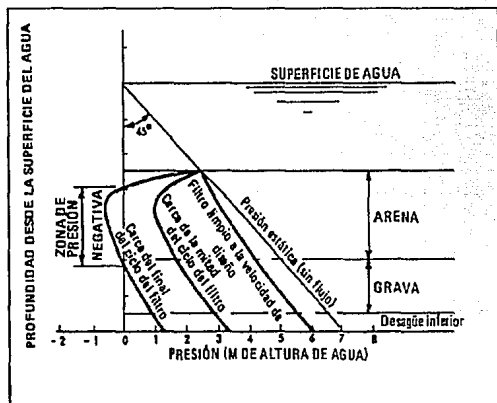 PROFUNDIDAD DESDE LA SUPERFICIE DEL AGUA
SUPERFICIE DE AGUA
45°
ZONA DE
PRESIÓN
NEGATIVA
Cerca del final
del ciclo del filtro
Cerca de la mitad
del ciclo del filtro
Filtro limpio a la velocidad de
diseño
Presión estática (sin flujo)
ARENA
GRAVA
Desagüe inferior
-2 -1 0 1 2 3 4 5 6 7 8
PRESIÓN (M DE ALTURA DE AGUA)